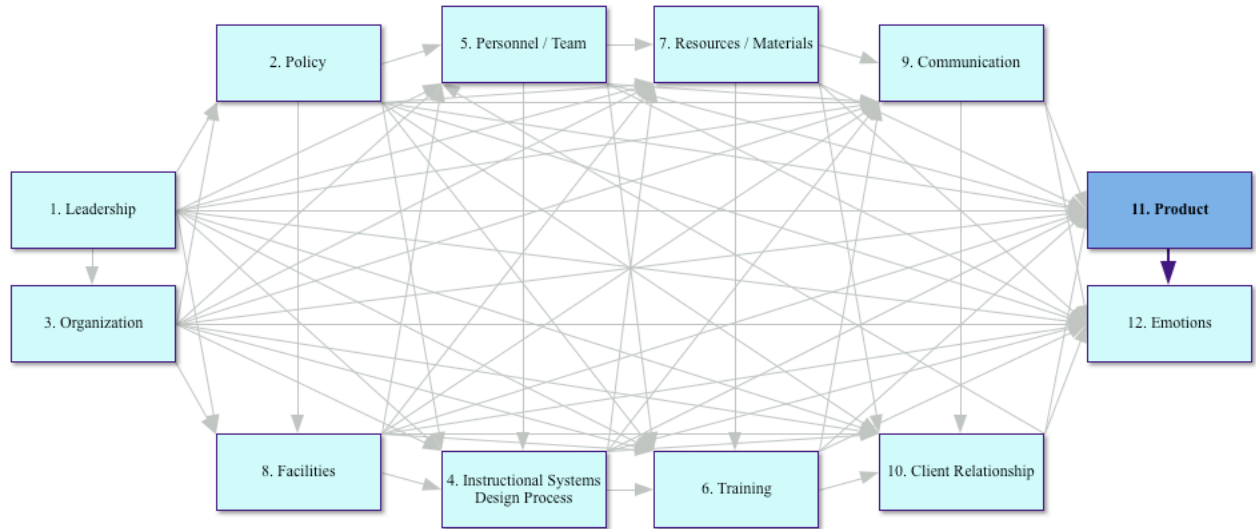 5. Personnel / Team
7. Resources / Materials
2. Policy
9. Communication
1. Leadership
11. Product
3. Organization
12. Emotions
8. Facilities
4. Instructional Systems
Design Process
6. Training
10. Client Relationship